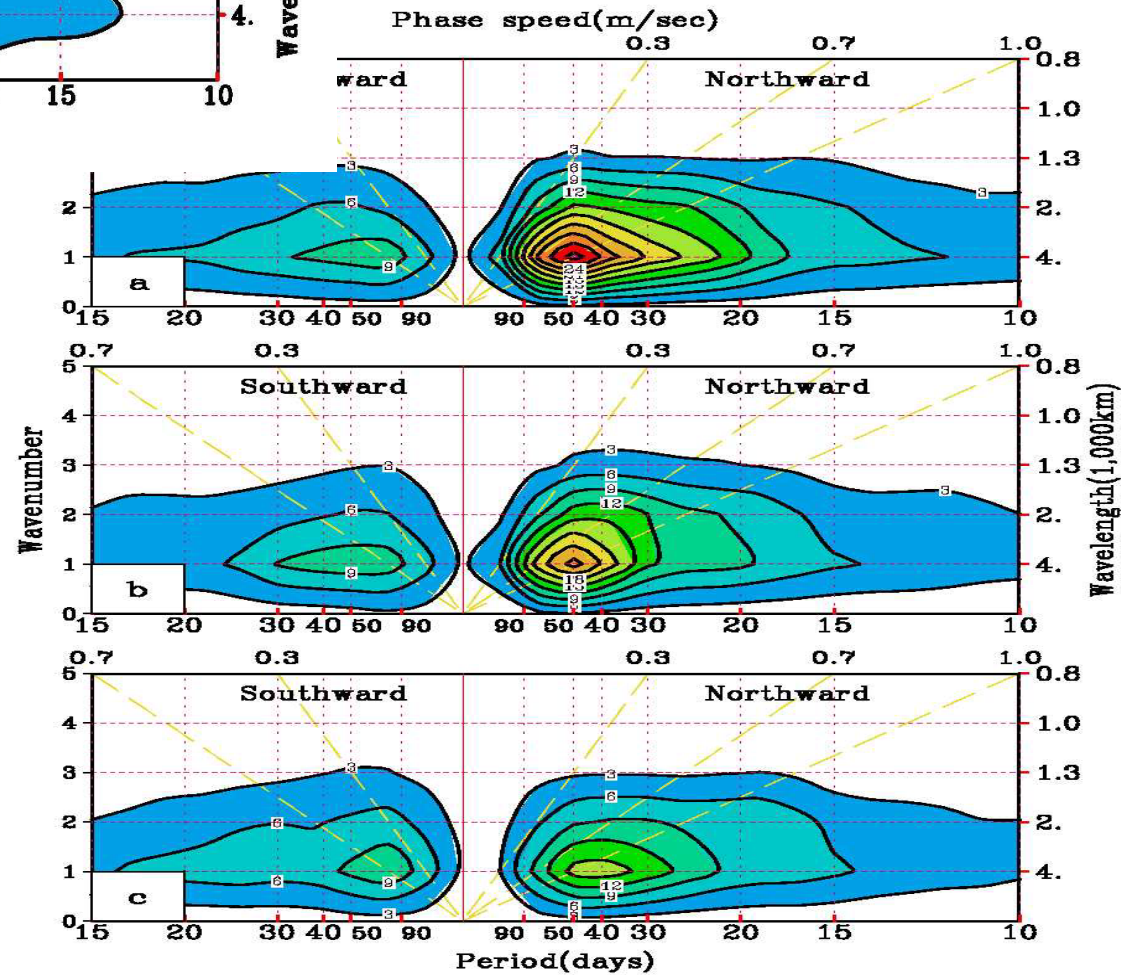 4.
Wave
15 10
Phase speed(m/sec)
0.3 0.7 1.0
ward Northward
0.8
1.0
1.3
2.
4.
2
1
0
3 3 6 9 12 24 3 6 9
a
15 20 30 40 50 90 90 50 40 30 20 15 10
0.7 0.3 0.3 0.7 1.0
Southward Northward
5
4
3
2
1
0
0.8
1.0
1.3
2.
4.
Wavenumber
Wavelength(1,000km)
3 6 9 3 6 9 12 18 9 3
b
15 20 30 40 50 90 90 50 40 30 20 15 10
0.7 0.3 0.3 0.7 1.0
Southward Northward
5
4
3
2
1
0
0.8
1.0
1.3
2.
4.
3 6 6 9 3 3 6 12 9 6
c
15 20 30 40 50 90 90 50 40 30 20 15 10
Period(days)